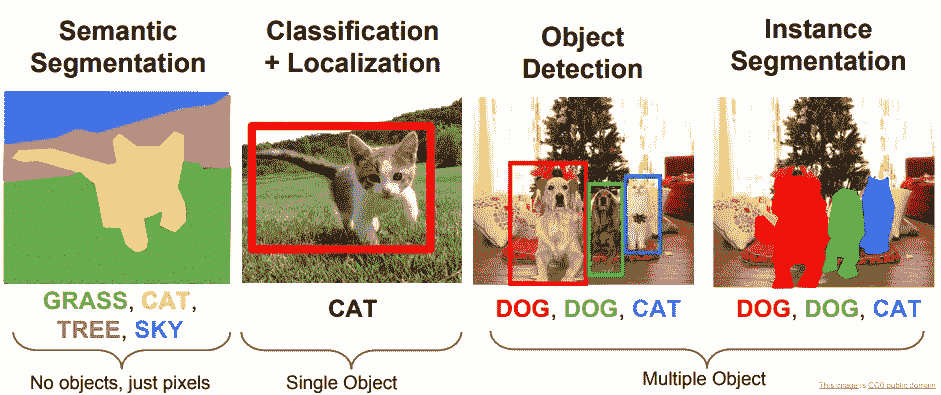 Semantic
Segmentation
Classification
+ Localization
Object
Detection
Instance
Segmentation
GRASS, CAT,
TREE, SKY
CAT
DOG, DOG, CAT
DOG, DOG, CAT
No objects, just pixels
Single Object
Multiple Object
This image is CC0 public domain